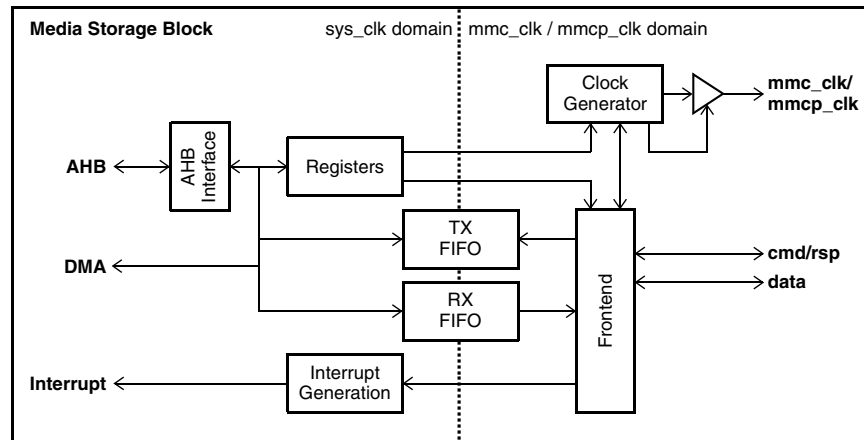 Media Storage Block
sys_clk domain
mmc_clk / mmcp_clk domain
Clock
Generator
mmc_clk/
mmcp_clk
AHB
AHB
Interface
Registers
TX
FIFO
DMA
cmd/rsp
data
RX
FIFO
Frontend
Interrupt
Interrupt
Generation